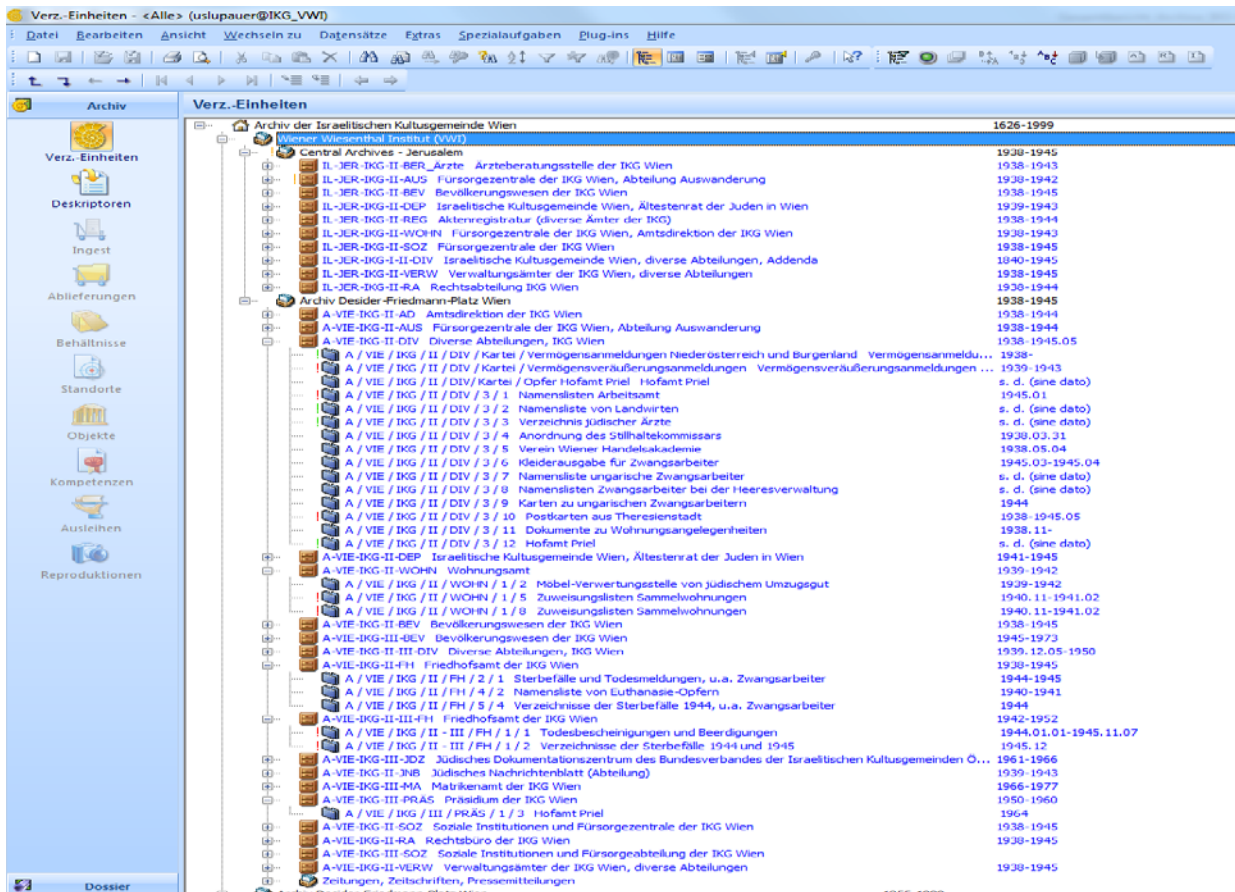 Verz.-Einheiten - <Alle> (uslupauer@IKG_VWI)
Datei Bearbeiten Ansicht Wechseln zu Datensätze Extras Spezialaufgaben Plug-ins Hilfe
Archiv
Verz.-Einheiten
Deskriptoren
Ingest
Ablieferungen
Behältnisse
Standorte
Objekte
Kompetenzen
Ausleihen
Reproduktionen
Dossier
Verz.-Einheiten
Archiv der Israelitischen Kultusgemeinde Wien 1626-1999
Wiener Wiesenthal Institut (VWI)
Central Archives - Jerusalem 1938-1945
IL-JER-IKG-II-BER_Ärzte Ärzteberatungsstelle der IKG Wien 1938-1943
IL-JER-IKG-II-AUS Fürsorgezentrale der IKG Wien, Abteilung Auswanderung 1938-1942
IL-JER-IKG-II-BEV Bevölkerungswesen der IKG Wien 1938-1945
IL-JER-IKG-II-DEP Israelitische Kultusgemeinde Wien, Ältestenrat der Juden in Wien 1939-1943
IL-JER-IKG-II-REG Aktenregistratur (diverse Ämter der IKG) 1938-1944
IL-JER-IKG-II-WOHN Fürsorgezentrale der IKG Wien, Amtsdirektion der IKG Wien 1938-1943
IL-JER-IKG-II-SOZ Fürsorgezentrale der IKG Wien 1938-1945
IL-JER-IKG-I-II-DIV Israelitische Kultusgemeinde Wien, diverse Abteilungen, Addenda 1840-1945
IL-JER-IKG-II-VERW Verwaltungsämter der IKG Wien, diverse Abteilungen 1938-1945
IL-JER-IKG-II-RA Rechtsabteilung IKG Wien 1938-1944
Archiv Desider-Friedmann-Platz Wien 1938-1945
A-VIE-IKG-II-AD Amtsdirektion der IKG Wien 1938-1944
A-VIE-IKG-II-AUS Fürsorgezentrale der IKG Wien, Abteilung Auswanderung 1938-1944
A-VIE-IKG-II-DIV Diverse Abteilungen, IKG Wien 1938-1945.05
A / VIE / IKG / II / DIV / Kartei / Vermögensanmeldungen Niederösterreich und Burgenland Vermögensanmeldu... 1938-
A / VIE / IKG / II / DIV / Kartei / Vermögensveräußerungsanmeldungen Vermögensveräußerungsanmeldungen ... 1939-1943
A / VIE / IKG / II / DIV/ Kartei / Opfer Hofamt Priel Hofamt Priel s. d. (sine dato)
A / VIE / IKG / II / DIV / 3 / 1 Namenslisten Arbeitsamt 1945.01
A / VIE / IKG / II / DIV / 3 / 2 Namensliste von Landwirten s. d. (sine dato)
A / VIE / IKG / II / DIV / 3 / 3 Verzeichnis jüdischer Ärzte s. d. (sine dato)
A / VIE / IKG / II / DIV / 3 / 4 Anordnung des Stillhaltekommissars 1938.03.31
A / VIE / IKG / II / DIV / 3 / 5 Verein Wiener Handelsakademie 1938.05.04
A / VIE / IKG / II / DIV / 3 / 6 Kleiderausgabe für Zwangsarbeiter 1945.03-1945.04
A / VIE / IKG / II / DIV / 3 / 7 Namensliste ungarische Zwangsarbeiter s. d. (sine dato)
A / VIE / IKG / II / DIV / 3 / 8 Namenslisten Zwangsarbeiter bei der Heeresverwaltung s. d. (sine dato)
A / VIE / IKG / II / DIV / 3 / 9 Karten zu ungarischen Zwangsarbeitern 1944
A / VIE / IKG / II / DIV / 3 / 10 Postkarten aus Theresienstadt 1938-1945.05
A / VIE / IKG / II / DIV / 3 / 11 Dokumente zu Wohnungsangelegenheiten 1938.11-
A / VIE / IKG / II / DIV / 3 / 12 Hofamt Priel s. d. (sine dato)
A-VIE-IKG-II-DEP Israelitische Kultusgemeinde Wien, Ältestenrat der Juden in Wien 1941-1945
A-VIE-IKG-II-WOHN Wohnungsamt 1939-1942
A / VIE / IKG / II / WOHN / 1 / 2 Möbel-Verwertungsstelle von jüdischem Umzugsgut 1939-1942
A / VIE / IKG / II / WOHN / 1 / 5 Zuweisungslisten Sammelwohnungen 1940.11-1941.02
A / VIE / IKG / II / WOHN / 1 / 8 Zuweisungslisten Sammelwohnungen 1940.11-1941.02
A-VIE-IKG-II-BEV Bevölkerungswesen der IKG Wien 1938-1945
A-VIE-IKG-III-BEV Bevölkerungswesen der IKG Wien 1945-1973
A-VIE-IKG-II-III-DIV Diverse Abteilungen, IKG Wien 1939.12.05-1950
A-VIE-IKG-II-FH Friedhofsamt der IKG Wien 1938-1945
A / VIE / IKG / II / FH / 2 / 1 Sterbefälle und Todesmeldungen, u.a. Zwangsarbeiter 1944-1945
A / VIE / IKG / II / FH / 4 / 2 Namensliste von Euthanasie-Opfern 1940-1941
A / VIE / IKG / II / FH / 5 / 4 Verzeichnisse der Sterbefälle 1944, u.a. Zwangsarbeiter 1944
A-VIE-IKG-II-III-FH Friedhofsamt der IKG Wien 1942-1952
A / VIE / IKG / II - III / FH / 1 / 1 Todesbescheinigungen und Beerdigungen 1944.01.01-1945.11.07
A / VIE / IKG / II - III / FH / 1 / 2 Verzeichnisse der Sterbefälle 1944 und 1945 1945.12
A-VIE-IKG-III-JDZ Jüdisches Dokumentationszentrum des Bundesverbandes der Israelitischen Kultusgemeinden Ö... 1961-1966
A-VIE-IKG-II-JNB Jüdisches Nachrichtenblatt (Abteilung) 1939-1943
A-VIE-IKG-III-MA Matrikenamt der IKG Wien 1966-1977
A-VIE-IKG-III-PRÄS Präsidium der IKG Wien 1950-1960
A / VIE / IKG / III / PRÄS / 1 / 3 Hofamt Priel 1964
A-VIE-IKG-II-SOZ Soziale Institutionen und Fürsorgezentrale der IKG Wien 1938-1945
A-VIE-IKG-II-RA Rechtsbüro der IKG Wien 1938-1945
A-VIE-IKG-III-SOZ Soziale Institutionen und Fürsorgeabteilung der IKG Wien
A-VIE-IKG-II-VERW Verwaltungsämter der IKG Wien, diverse Abteilungen 1938-1945
Zeitungen, Zeitschriften, Pressemitteilungen